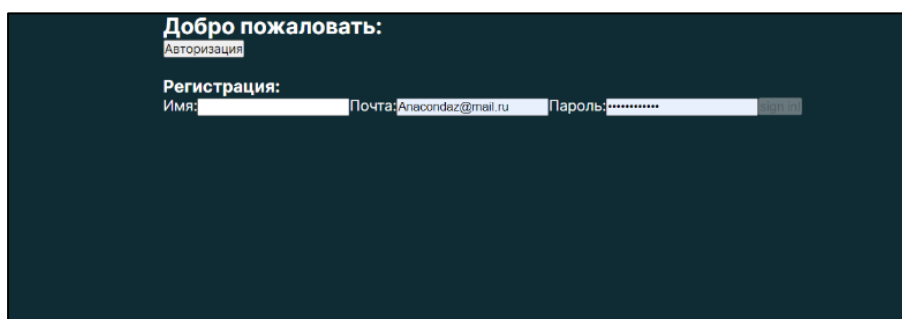 Добро пожаловать:
Авторизация
Регистрация:
Имя: Почта: Anacondaz@mail.ru Пароль: •••••••••••• sign in!